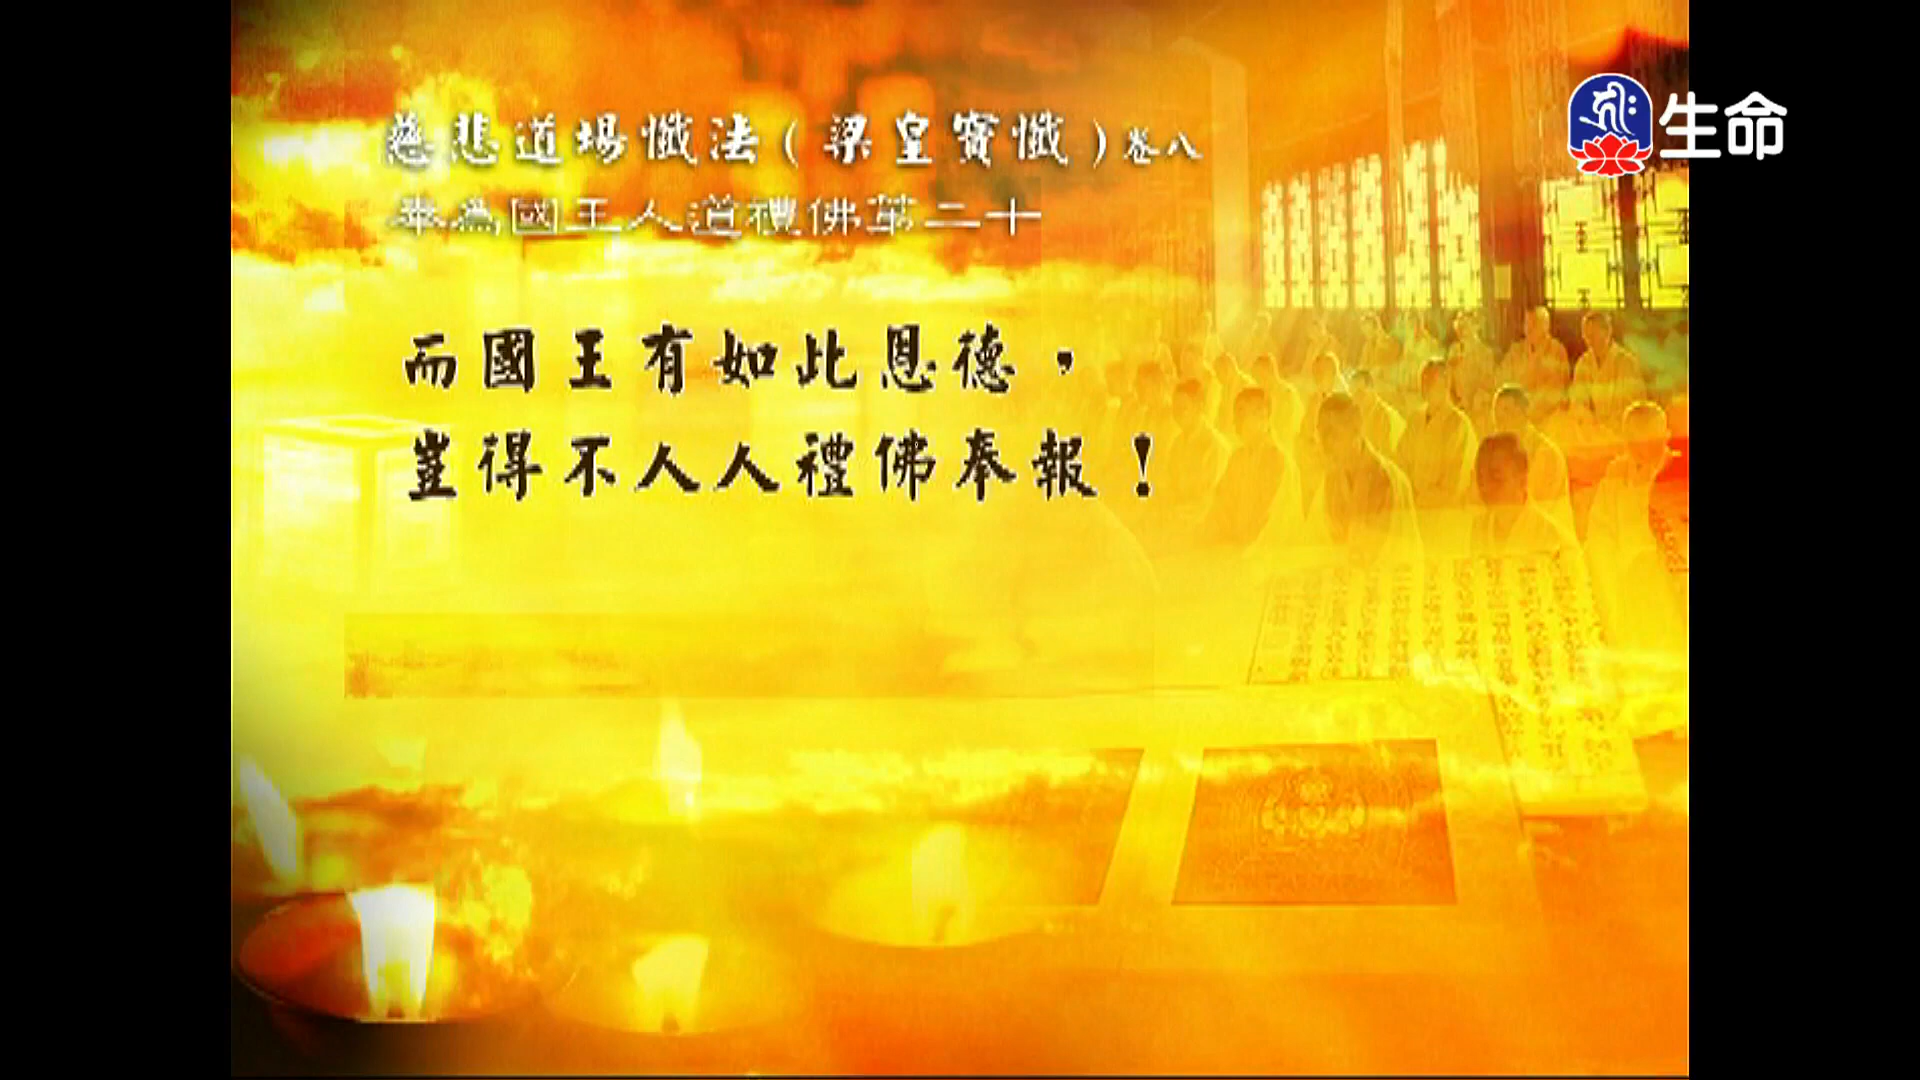 慈悲道場懺法(梁皇寶懺)卷八
奉為國王人道禮佛第二十
生命
而國王有如此恩德，
豈得不人人禮佛奉報！